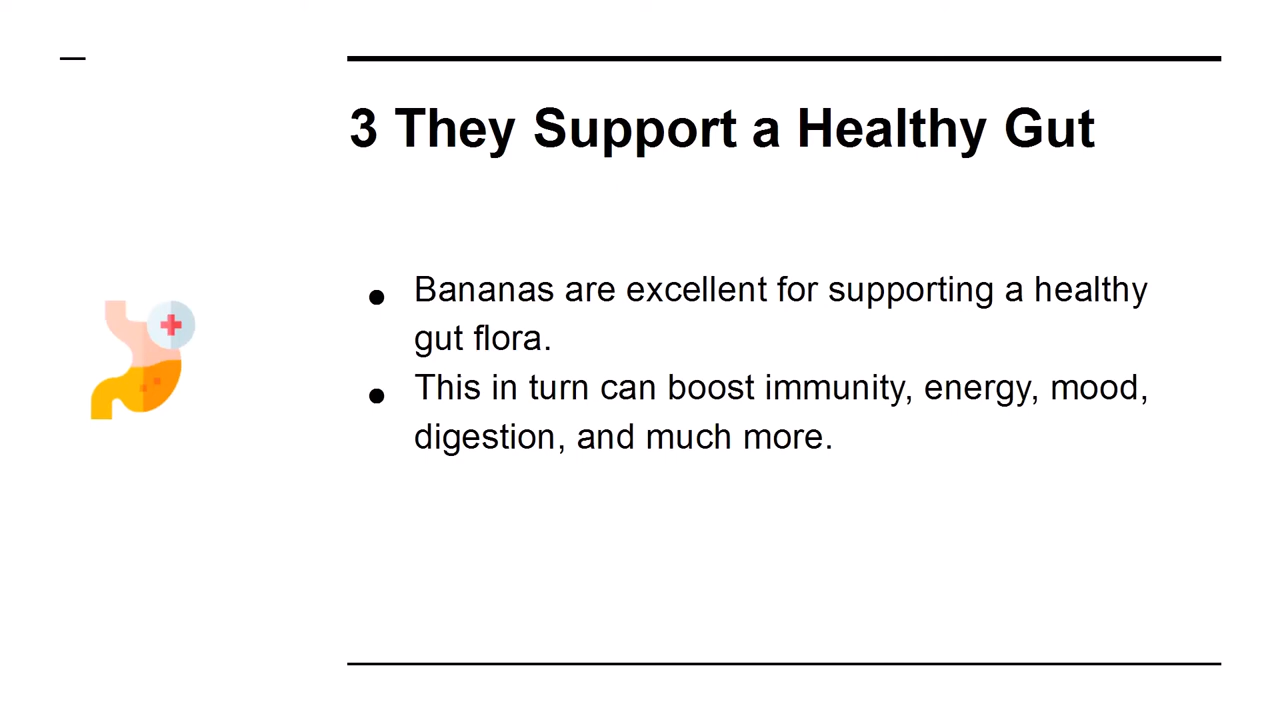 3 They Support a Healthy Gut
● Bananas are excellent for supporting a healthy
gut flora.
● This in turn can boost immunity, energy, mood,
digestion, and much more.